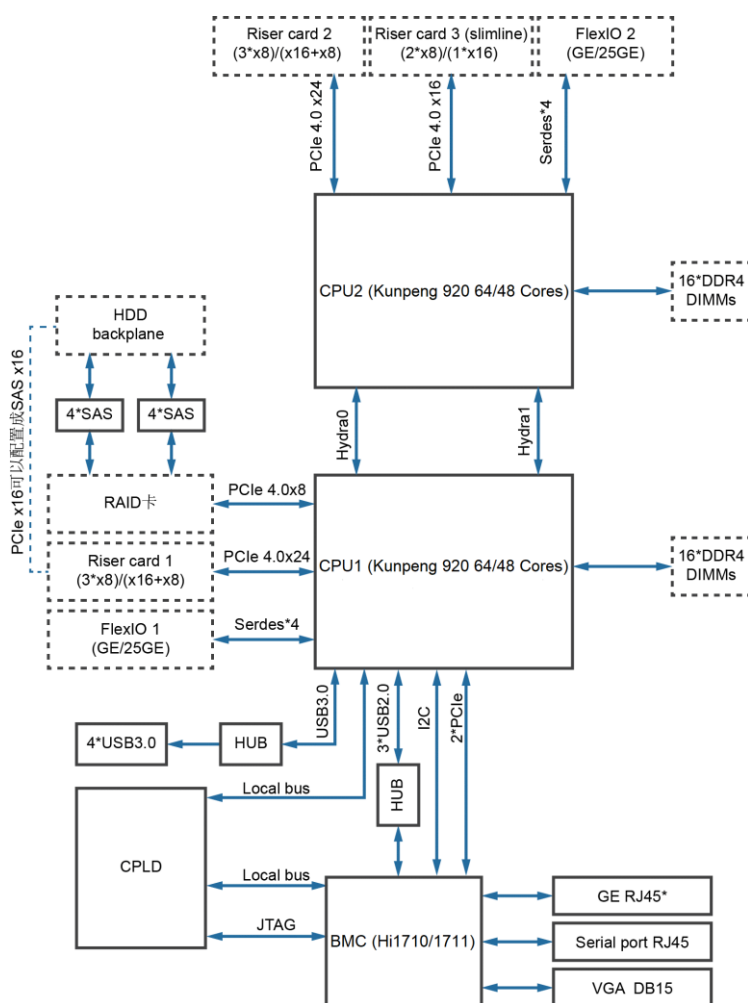 Riser card 2
(3*x8)/(x16+x8)
Riser card 3 (slimline)
(2*x8)/(1*x16)
FlexIO 2
(GE/25GE)
PCIe 4.0 x24
PCIe 4.0 x16
Serdes*4
CPU2 (Kunpeng 920 64/48 Cores)
16*DDR4
DIMMs
HDD
backplane
PCIe x16可以配置成SAS x16
4*SAS
4*SAS
Hydra0
Hydra1
RAID卡
PCIe 4.0x8
Riser card 1
(3*x8)/(x16+x8)
PCIe 4.0x24
CPU1 (Kunpeng 920 64/48 Cores)
16*DDR4
DIMMs
FlexIO 1
(GE/25GE)
Serdes*4
USB3.0
3*USB2.0
I2C
2*PCIe
4*USB3.0
HUB
HUB
Local bus
CPLD
Local bus
JTAG
BMC (Hi1710/1711)
GE RJ45*
Serial port RJ45
VGA DB15